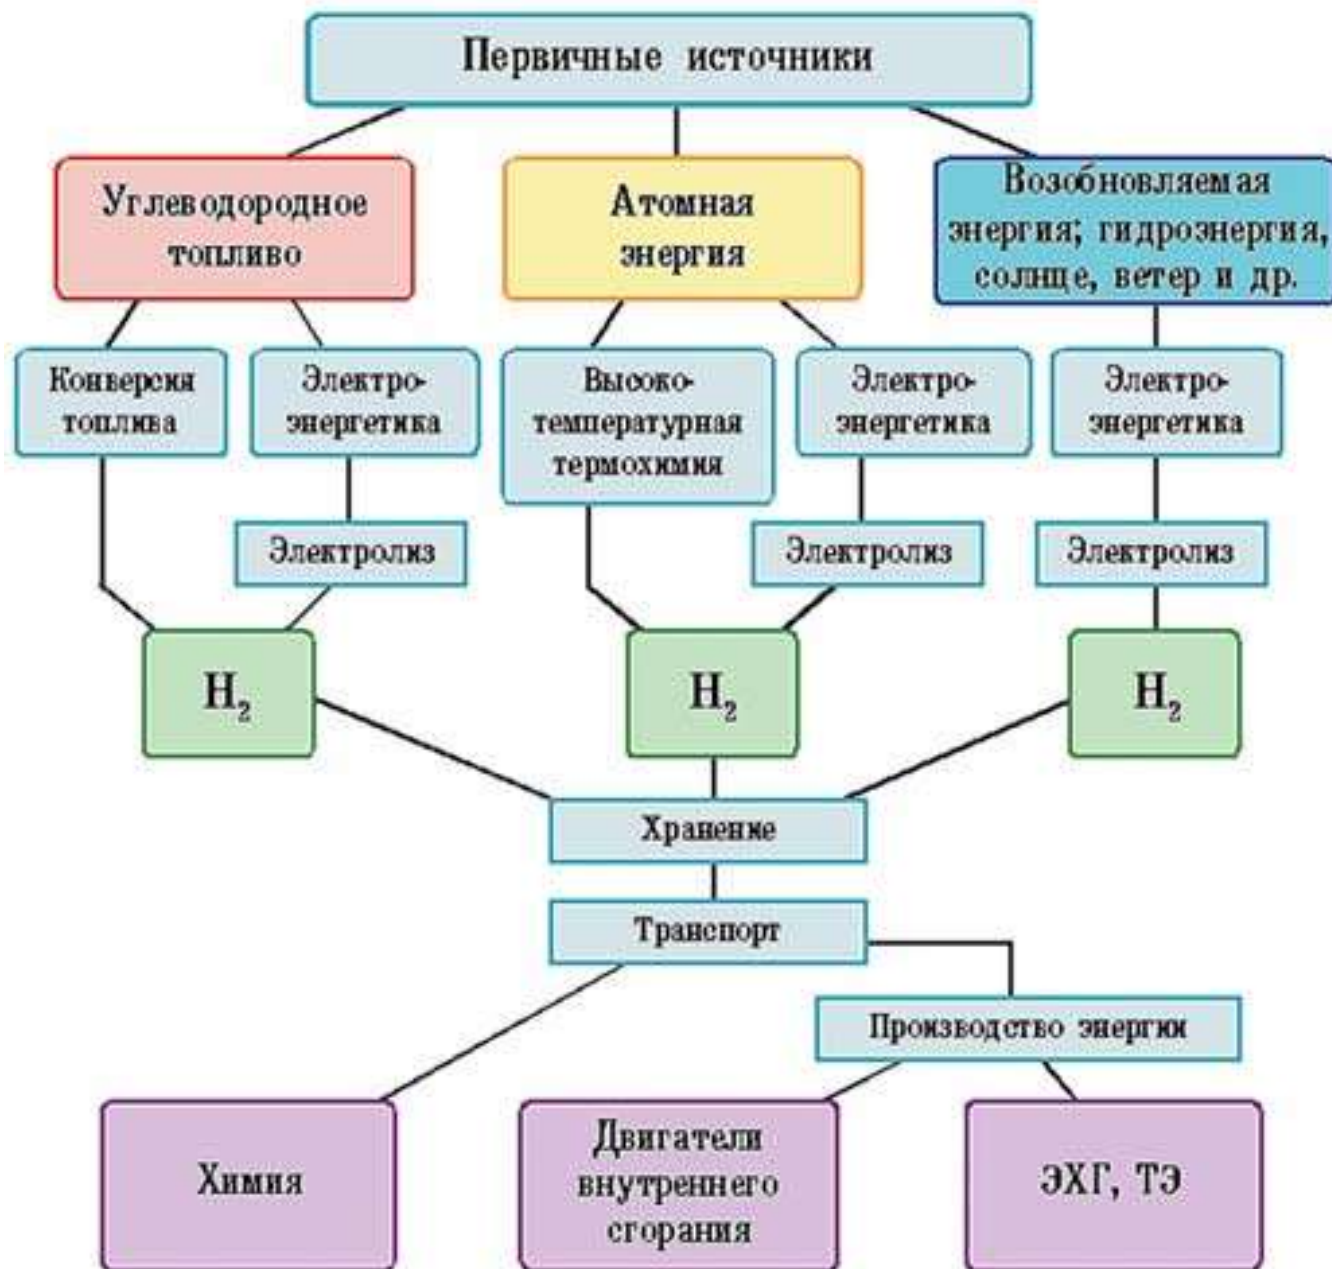 Первичные источники
Углеводородное
топливо
Атомная
энергия
Возобновляемая
энергия; гидроэнергия,
солнце, ветер и др.
Конверсия
топлива
Электро-
энергетика
Высоко-
температурная
термохимия
Электро-
энергетика
Электро-
энергетика
Электролиз
Электролиз
Электролиз
H₂
H₂
H₂
Хранение
Транспорт
Производство энергии
Химия
Двигатели
внутреннего
сгорания
ЭХГ, ТЭ